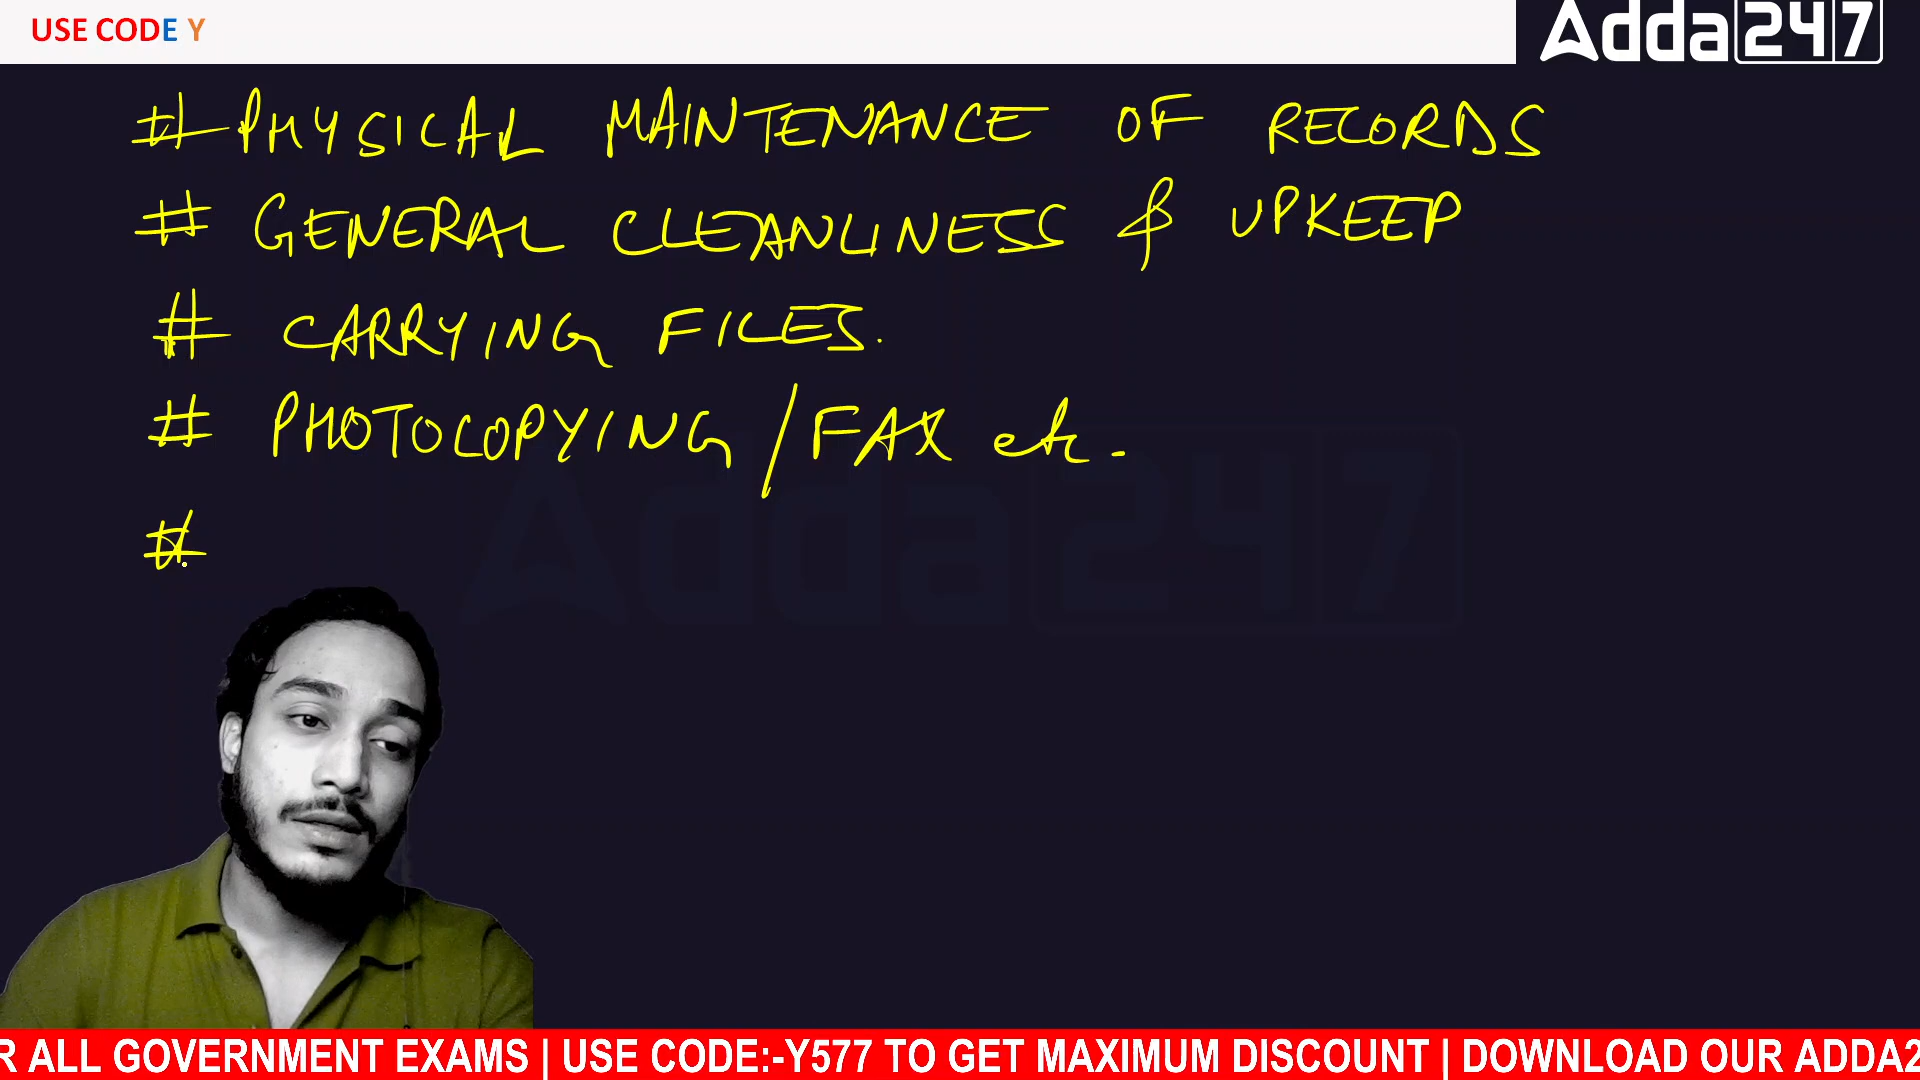 USE CODE Y
Adda247
# PHYSICAL MAINTENANCE OF RECORDS
# GENERAL CLEANLINESS & UPKEEP
# CARRYING FILES.
# PHOTOCOPYING / FAX etc.
#
Adda247
R ALL GOVERNMENT EXAMS | USE CODE:-Y577 TO GET MAXIMUM DISCOUNT | DOWNLOAD OUR ADDA2